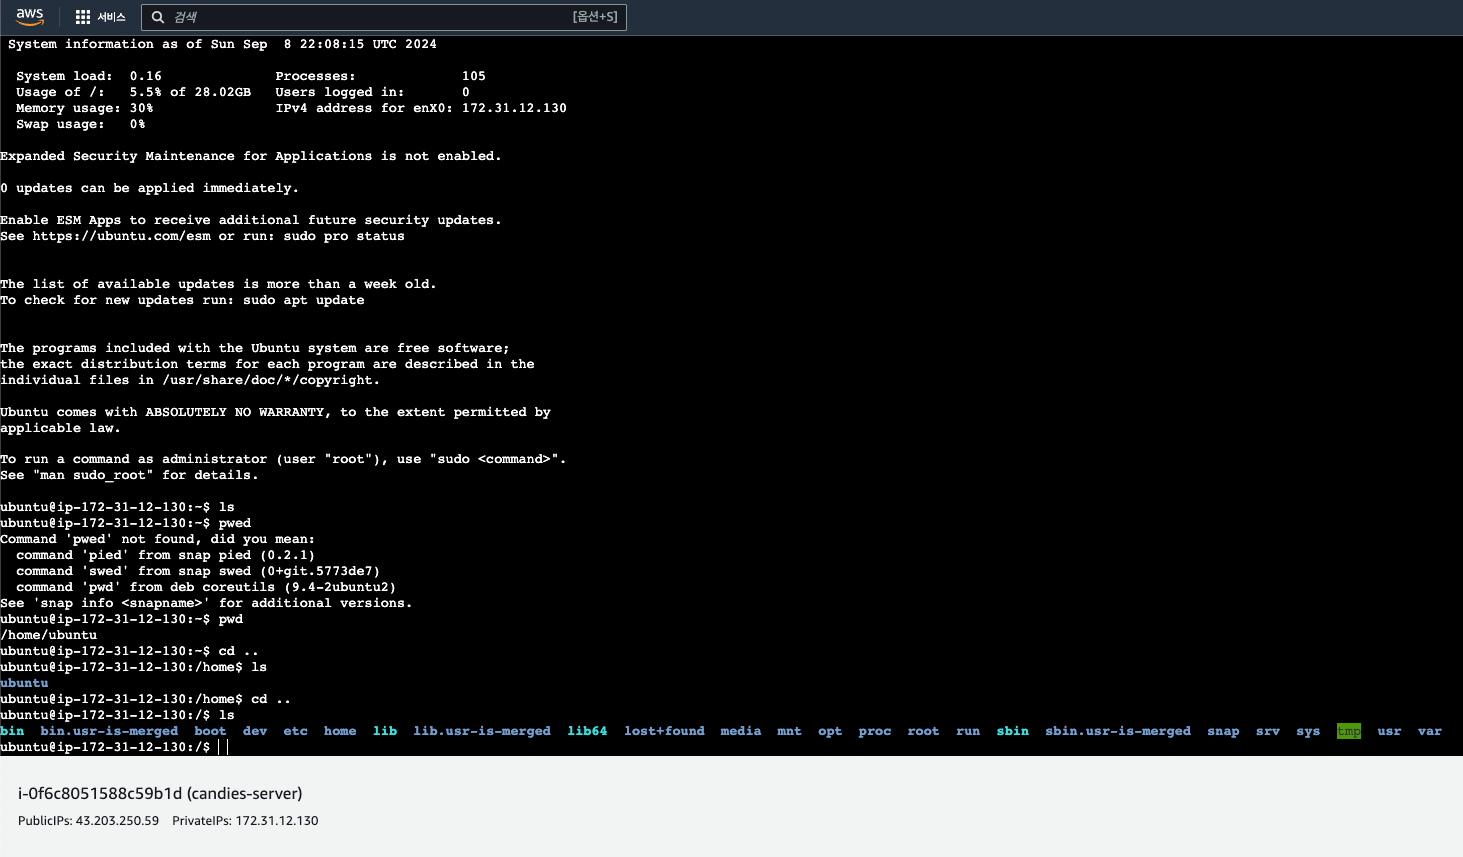 aws 서비스 검색 [옵션+S]
System information as of Sun Sep  8 22:08:15 UTC 2024
System load:  0.16              Processes:             105
Usage of /:   5.5% of 28.02GB   Users logged in:       0
Memory usage: 30%               IPv4 address for enX0: 172.31.12.130
Swap usage:   0%
Expanded Security Maintenance for Applications is not enabled.
0 updates can be applied immediately.
Enable ESM Apps to receive additional future security updates.
See https://ubuntu.com/esm or run: sudo pro status
The list of available updates is more than a week old.
To check for new updates run: sudo apt update
The programs included with the Ubuntu system are free software;
the exact distribution terms for each program are described in the
individual files in /usr/share/doc/*/copyright.
Ubuntu comes with ABSOLUTELY NO WARRANTY, to the extent permitted by
applicable law.
To run a command as administrator (user "root"), use "sudo <command>".
See "man sudo_root" for details.
ubuntu@ip-172-31-12-130:~$ ls
ubuntu@ip-172-31-12-130:~$ pwed
Command 'pwed' not found, did you mean:
command 'pied' from snap pied (0.2.1)
command 'swed' from snap swed (0+git.5773de7)
command 'pwd' from deb coreutils (9.4-2ubuntu2)
See 'snap info <snapname>' for additional versions.
ubuntu@ip-172-31-12-130:~$ pwd
/home/ubuntu
ubuntu@ip-172-31-12-130:~$ cd ..
ubuntu@ip-172-31-12-130:/home$ ls
ubuntu
ubuntu@ip-172-31-12-130:/home$ cd ..
ubuntu@ip-172-31-12-130:/$ ls
bin  bin.usr-is-merged  boot  dev  etc  home  lib  lib.usr-is-merged  lib64  lost+found  media  mnt  opt  proc  root  run  sbin  sbin.usr-is-merged  snap  srv  sys  tmp  usr  var
ubuntu@ip-172-31-12-130:/$
i-0f6c8051588c59b1d (candies-server)
PublicIPs: 43.203.250.59    PrivateIPs: 172.31.12.130